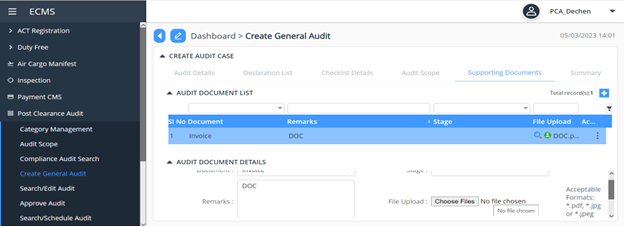 ECMS
PCA_Dechen
ACT Registration
Duty Free
Air Cargo Manifest
Inspection
Payment CMS
Post Clearance Audit
Category Management
Audit Scope
Compliance Audit Search
Create General Audit
Search/Edit Audit
Approve Audit
Search/Schedule Audit
Dashboard > Create General Audit
05/03/2023 14:01
CREATE AUDIT CASE
Audit Details Declaration List Checklist Details Audit Scope Supporting Documents Summary
AUDIT DOCUMENT LIST
Total record(s):1
Sl No Document Remarks Stage File Upload Ac...
1 Invoice DOC DOC.p...
AUDIT DOCUMENT DETAILS
Document : Invoice Stage :
Remarks : DOC
File Upload : Choose Files No file chosen
No file chosen
Acceptable
Formats:
*.pdf, *.jpg
or *.jpeg